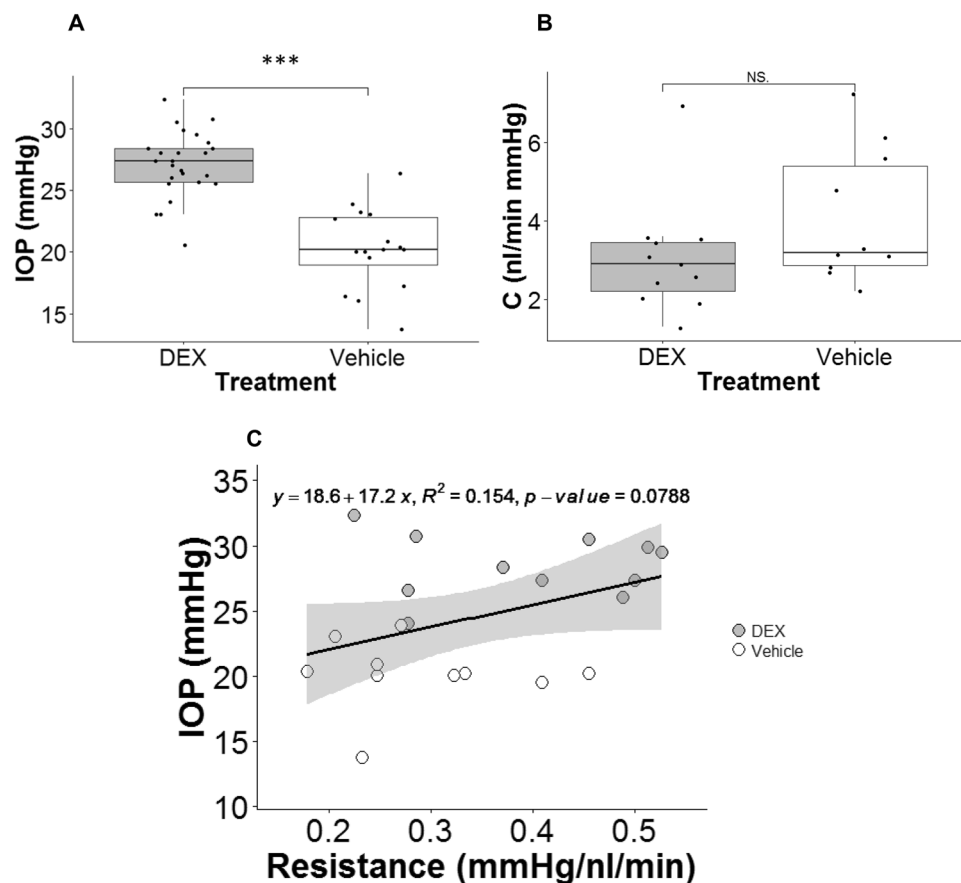 A
***
IOP (mmHg)
30
25
20
15
DEX
Vehicle
Treatment
B
NS.
C (nl/min mmHg)
6
4
2
DEX
Vehicle
Treatment
C
y = 18.6 + 17.2 x, R² = 0.154, p − value = 0.0788
IOP (mmHg)
35
30
25
20
15
10
0.2
0.3
0.4
0.5
Resistance (mmHg/nl/min)
DEX
Vehicle